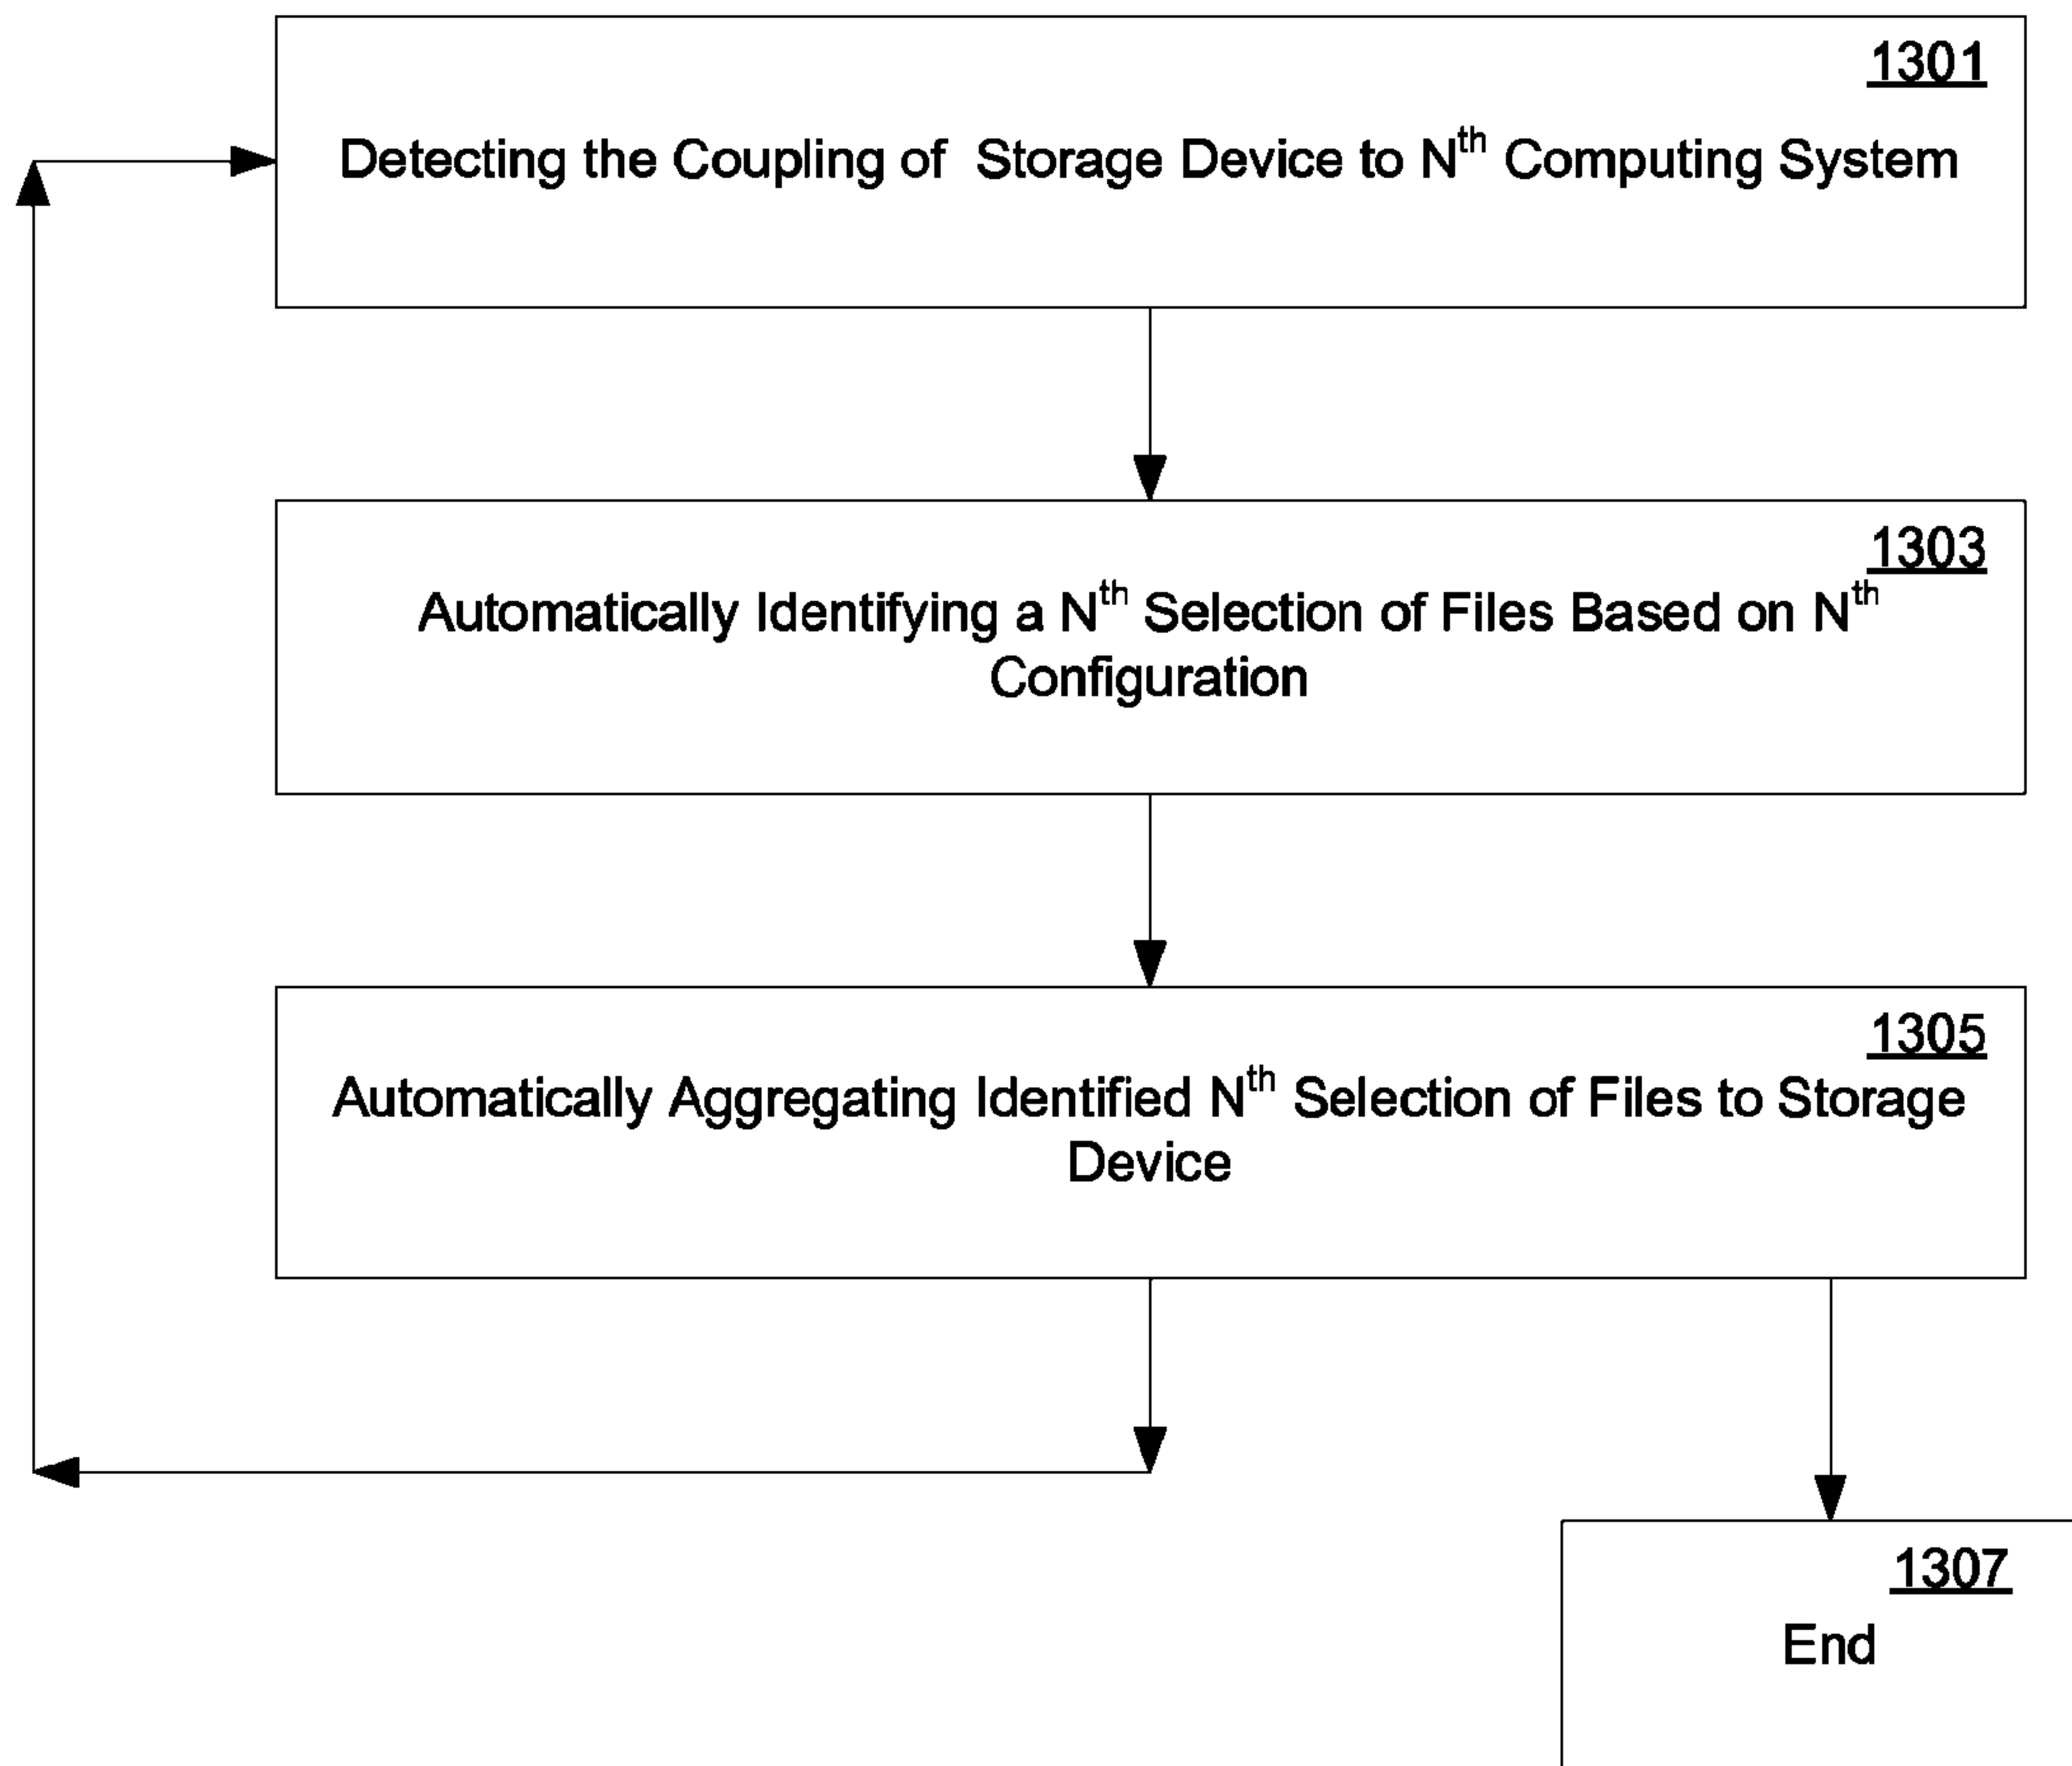 1301
Detecting the Coupling of Storage Device to Nth Computing System
1303
Automatically Identifying a Nth Selection of Files Based on Nth
Configuration
1305
Automatically Aggregating Identified Nth Selection of Files to Storage
Device
1307
End